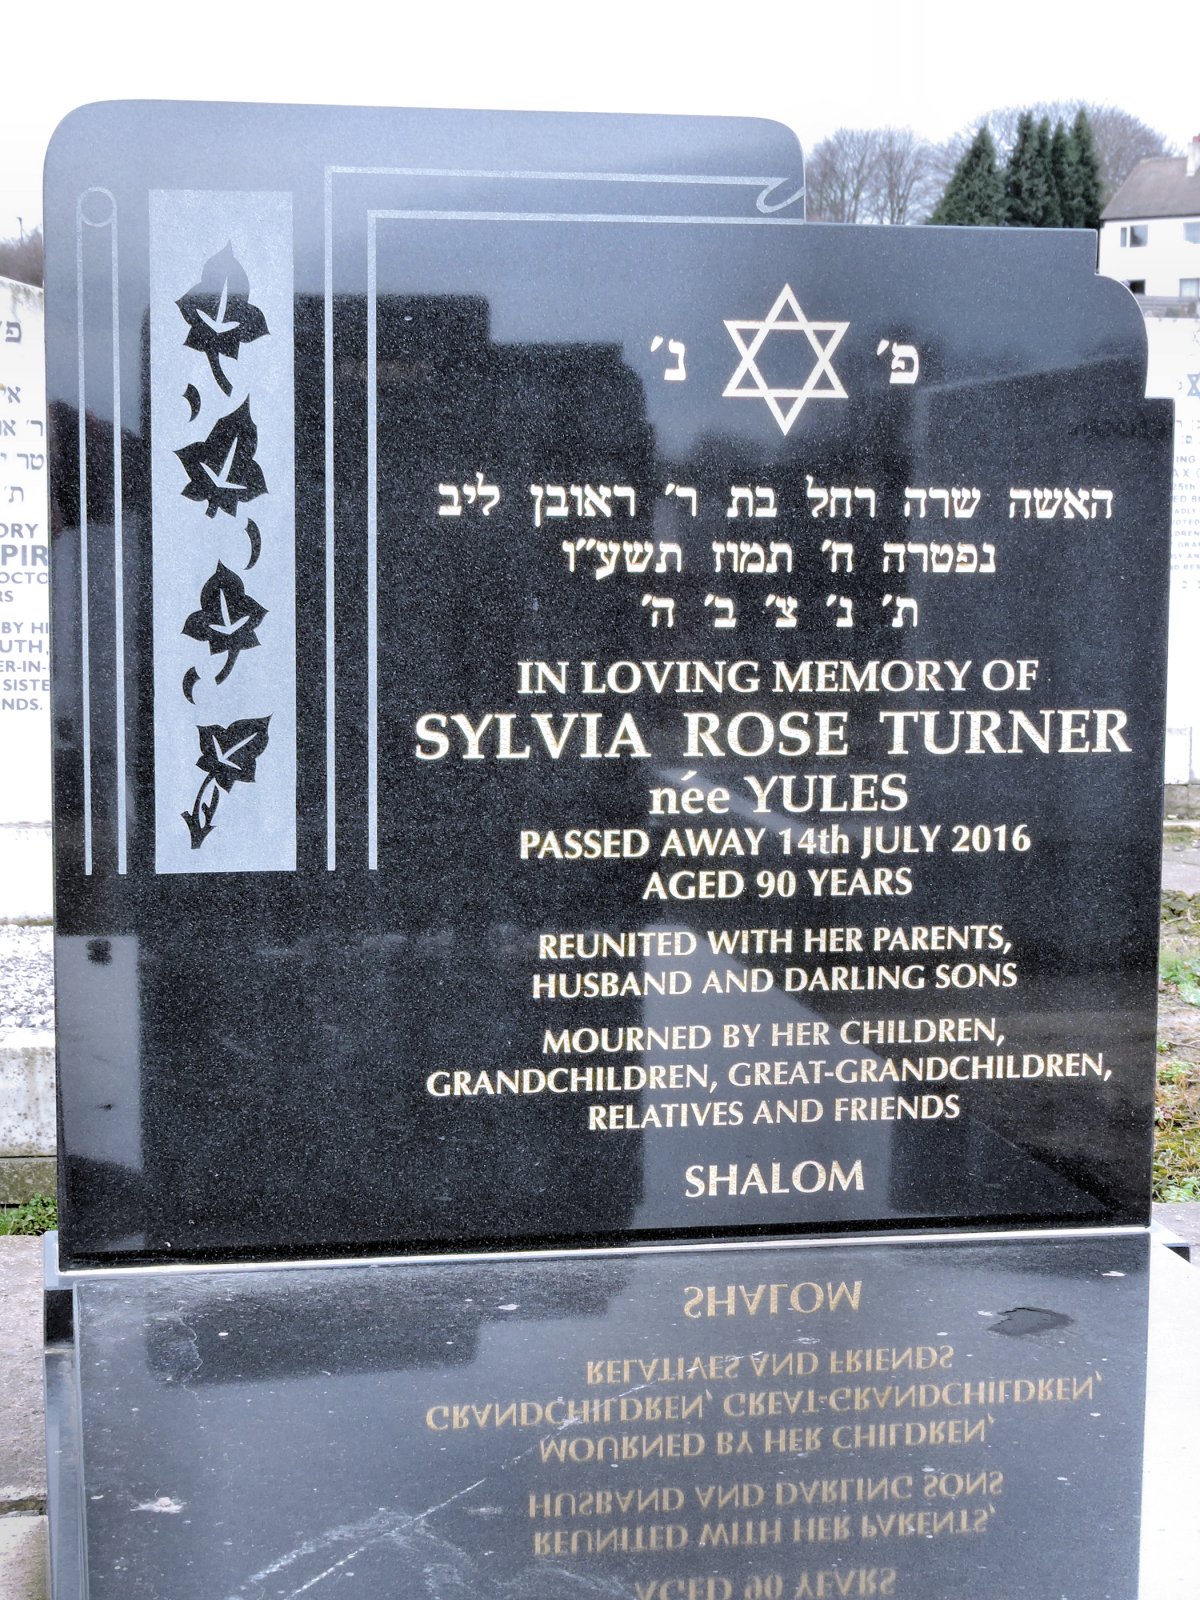 פ׳ נ׳
האשה שרה רחל בת ר׳ ראובן ליב
נפטרה ח׳ תמוז תשע״ו
ת׳ נ׳ צ׳ ב׳ ה׳
IN LOVING MEMORY OF
SYLVIA ROSE TURNER
née YULES
PASSED AWAY 14th JULY 2016
AGED 90 YEARS
REUNITED WITH HER PARENTS,
HUSBAND AND DARLING SONS
MOURNED BY HER CHILDREN,
GRANDCHILDREN, GREAT-GRANDCHILDREN,
RELATIVES AND FRIENDS
SHALOM